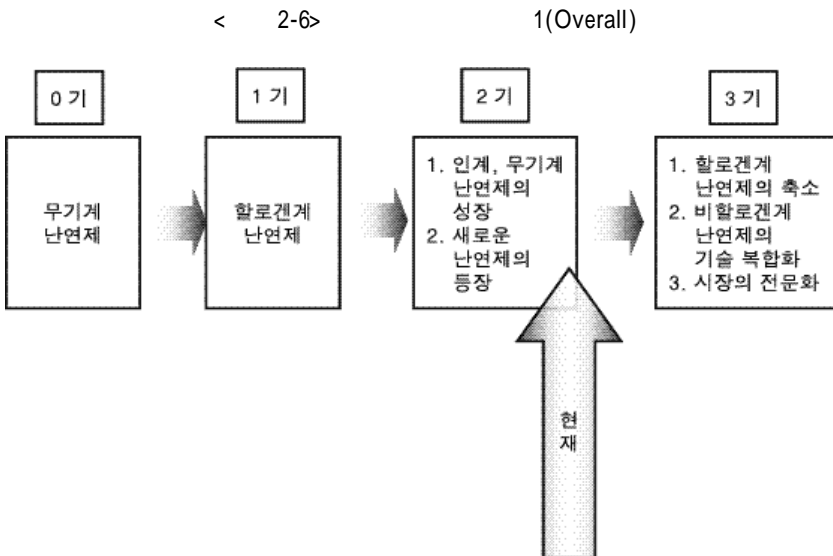 < 2-6> 1(Overall)
0 기
1 기
2 기
3 기
무기계
난연제
할로겐계
난연제
1. 인계, 무기계
난연제의
성장
2. 새로운
난연제의
등장
1. 할로겐계
난연제의 축소
2. 비할로겐계
난연제의
기술 복합화
3. 시장의 전문화
현
재